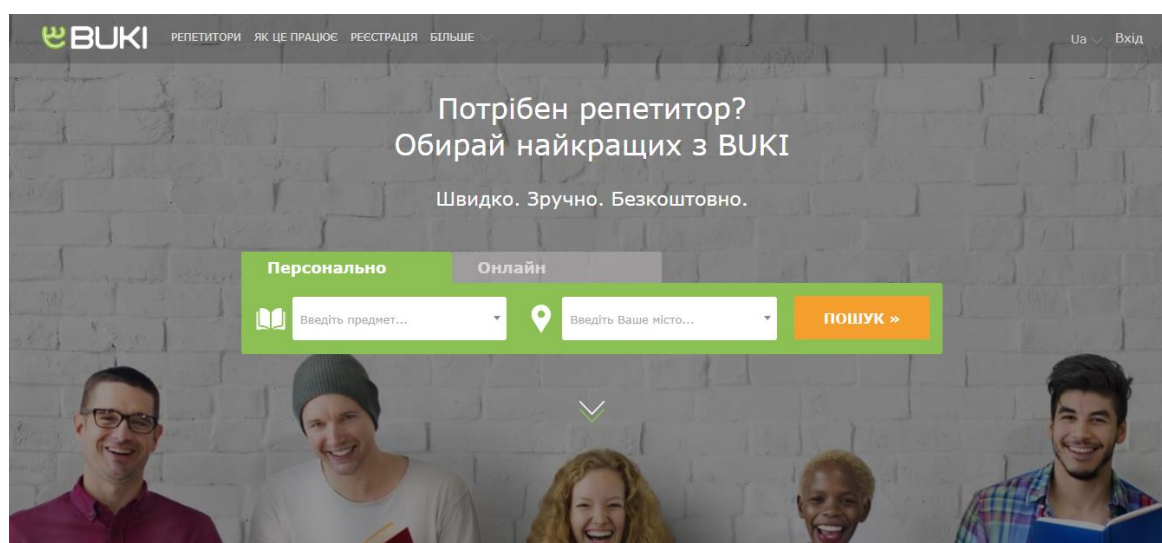 BUKI
РЕПЕТИТОРИ ЯК ЦЕ ПРАЦЮЄ РЕЄСТРАЦІЯ БІЛЬШЕ
Ua Вхід
Потрібен репетитор?
Обирай найкращих з BUKI
Швидко. Зручно. Безкоштовно.
Персонально Онлайн
Введіть предмет... Введіть Ваше місто... ПОШУК »